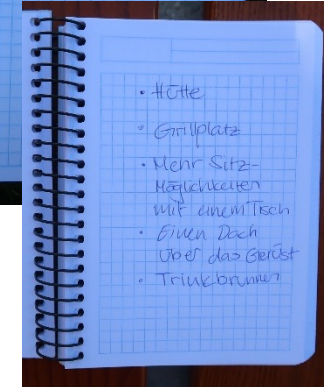 • Hütte
• Grillplatz
• Mehr Sitz-
möglichkeiten
mit einem Tisch
• Einen Dach
über das Gerüst
• Trinkbrunnen